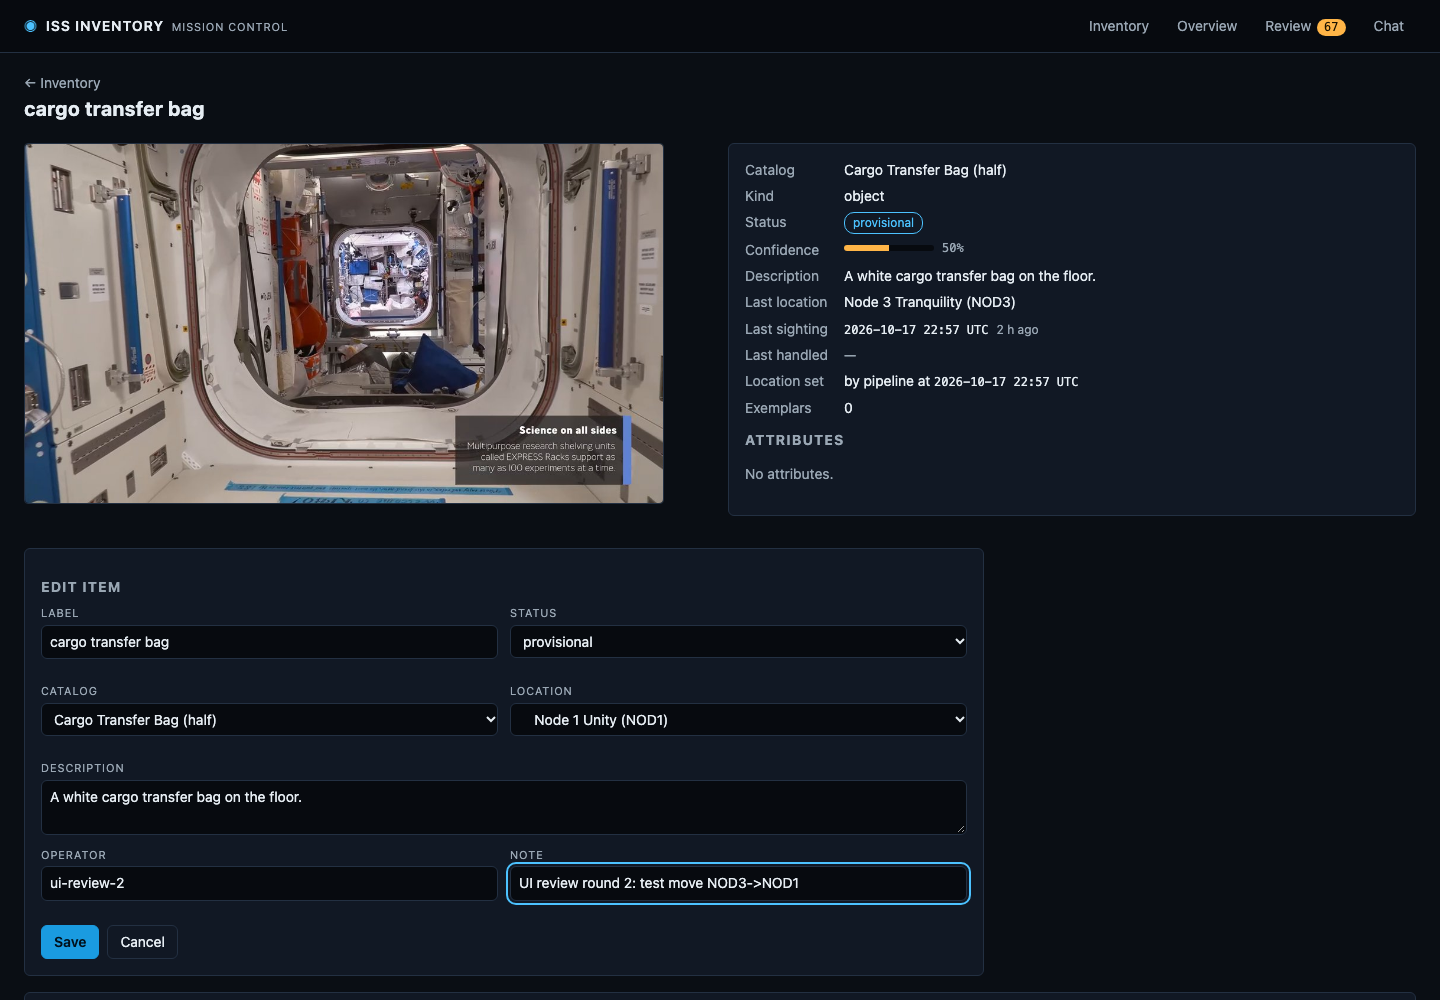 ISS INVENTORY MISSION CONTROL
Inventory Overview Review 67 Chat
← Inventory
cargo transfer bag
Science on all sides
Multipurpose research shelving units
called EXPRESS Racks support as
many as 100 experiments at a time.
Catalog Cargo Transfer Bag (half)
Kind object
Status provisional
Confidence 50%
Description A white cargo transfer bag on the floor.
Last location Node 3 Tranquility (NOD3)
Last sighting 2026-10-17 22:57 UTC 2 h ago
Last handled —
Location set by pipeline at 2026-10-17 22:57 UTC
Exemplars 0
ATTRIBUTES
No attributes.
EDIT ITEM
LABEL STATUS
cargo transfer bag provisional
CATALOG LOCATION
Cargo Transfer Bag (half) Node 1 Unity (NOD1)
DESCRIPTION
A white cargo transfer bag on the floor.
OPERATOR NOTE
ui-review-2 UI review round 2: test move NOD3->NOD1
Save Cancel